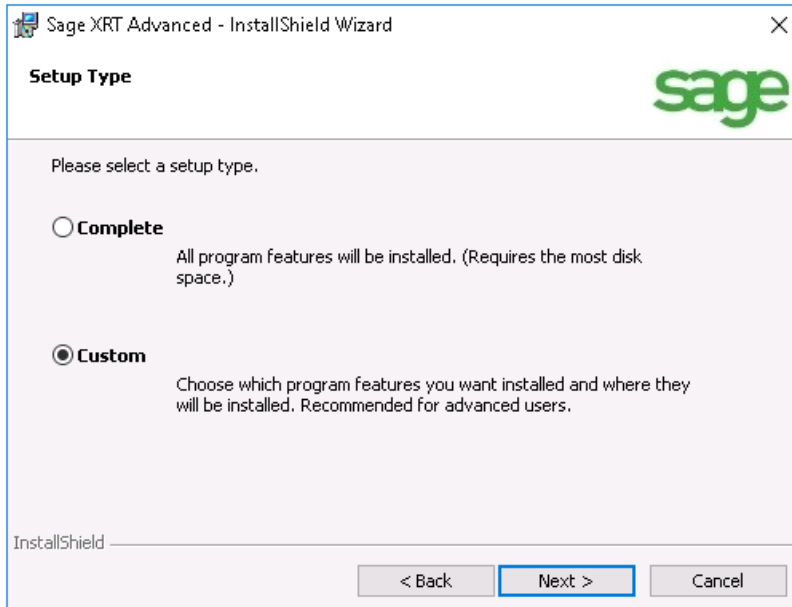 Sage XRT Advanced - InstallShield Wizard
Setup Type
sage
Please select a setup type.
Complete
All program features will be installed. (Requires the most disk
space.)
Custom
Choose which program features you want installed and where they
will be installed. Recommended for advanced users.
InstallShield
< Back Next > Cancel